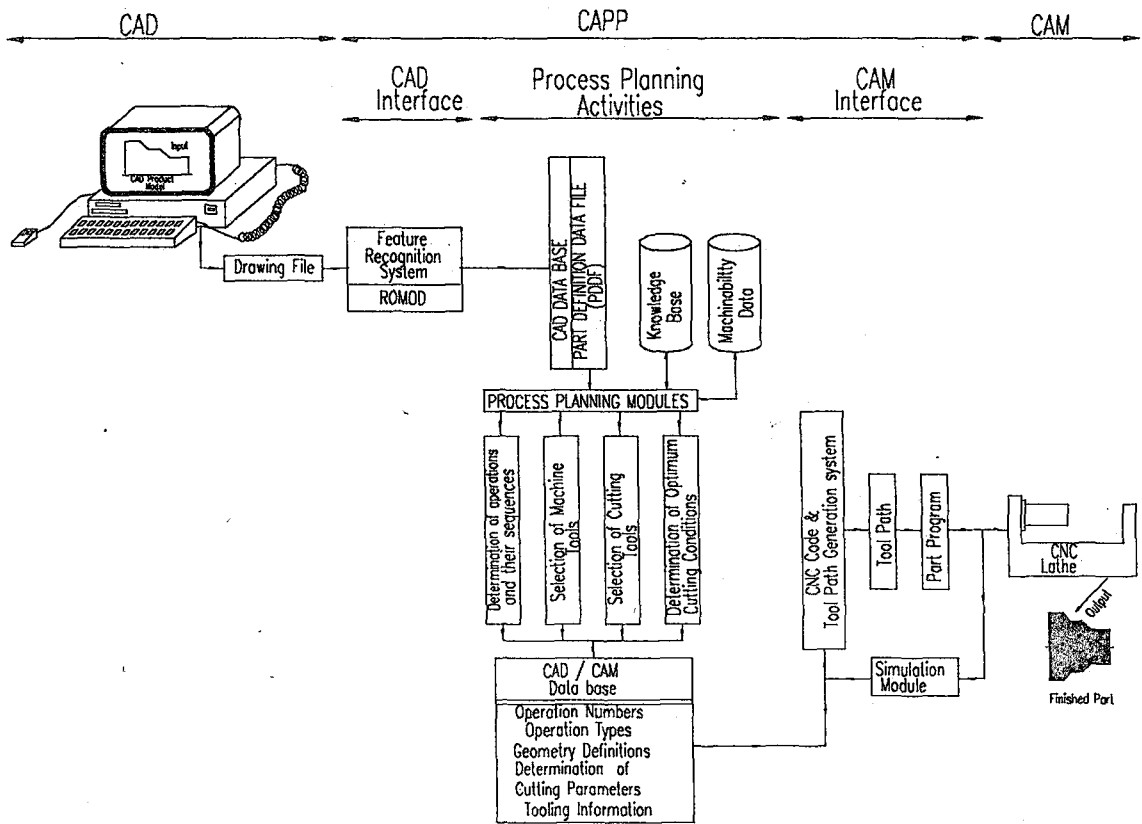 CAD
CAPP
CAM
CAD
Interface
Process Planning
Activities
CAM
Interface
Input
CAD Product
Model
Drawing File
Feature
Recognition
System
ROMOD
CAD DATA BASE
PART DEFINITION DATA FILE
(PDDF)
Knowledge
Base
Machinability
Data
PROCESS PLANNING MODULES
Determination of operations
and their sequences
Selection of Machine
Tools
Selection of Cutting
Tools
Determination of Optimum
Cutting Conditions
CNC Code &
Tool Path Generation system
Tool Path
Part Program
CNC
Lathe
Output
Finished Part
Simulation
Module
CAD / CAM
Data base
Operation Numbers
Operation Types
Geometry Definitions
Determination of
Cutting Parameters
Tooling Information